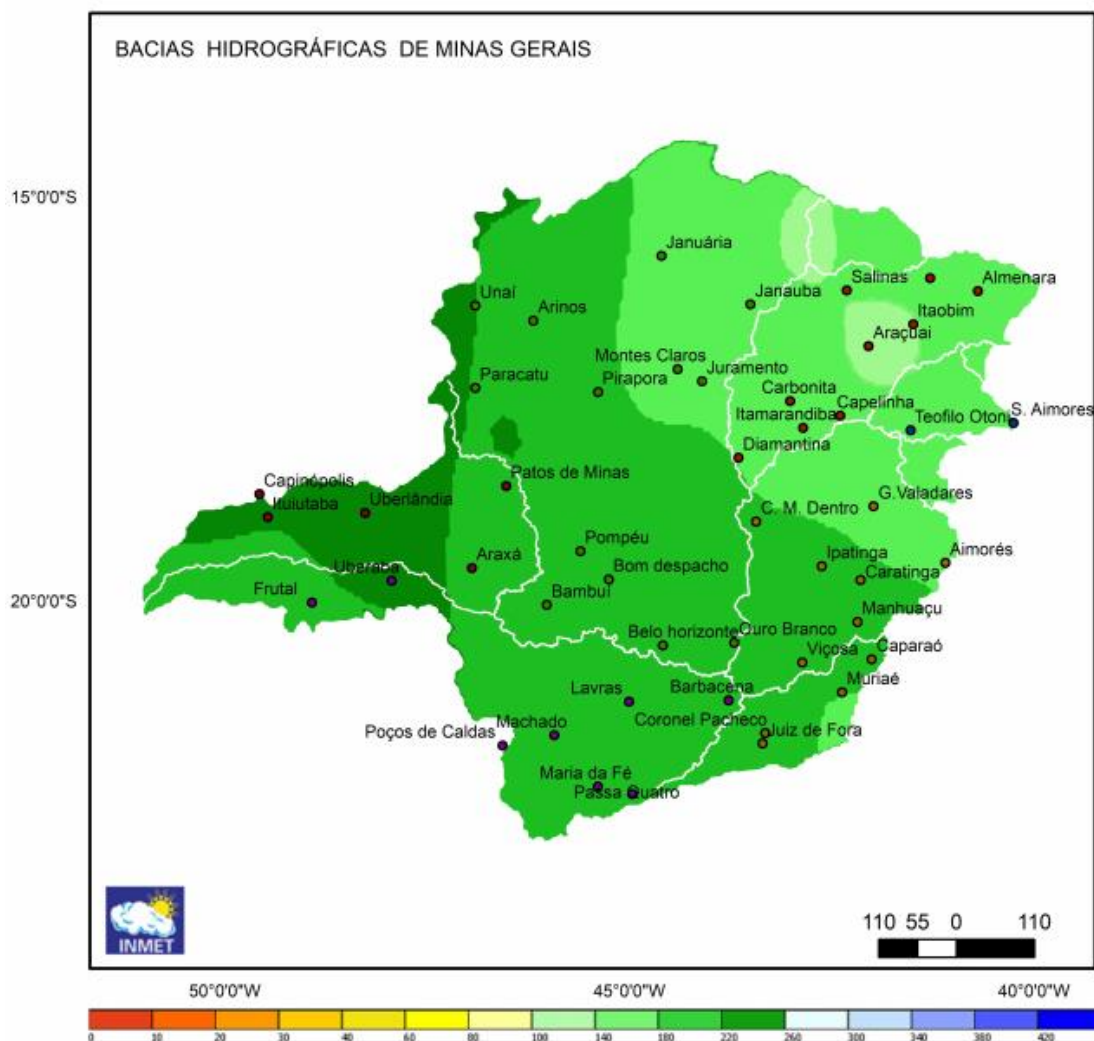 BACIAS HIDROGRÁFICAS DE MINAS GERAIS
15°0'0"S
Januária
Salinas
Almenara
Unaí
Arinos
Janauba
Itaobim
Araçuai
Montes Claros
Paracatu
Pirapora
Juramento
Carbonita
Capelinha
Itamarandiba
Teofilo Otoni
S. Aimores
Diamantina
Capinópolis
Patos de Minas
Ituiutaba
Uberlândia
G.Valadares
C. M. Dentro
Pompéu
Araxá
Ipatinga
Aimorés
Uberaba
Bom despacho
Caratinga
Frutal
Bambuí
20°0'0"S
Manhuaçu
Belo horizonte
Ouro Branco
Viçosa
Caparaó
Lavras
Barbacena
Muriaé
Poços de Caldas
Machado
Coronel Pacheco
Juiz de Fora
Maria da Fé
Passa Quatro
INMET
110 55 0 110
50°0'0"W 45°0'0"W 40°0'0"W
0 10 20 30 40 60 80 100 140 160 180 220 260 300 340 380 420